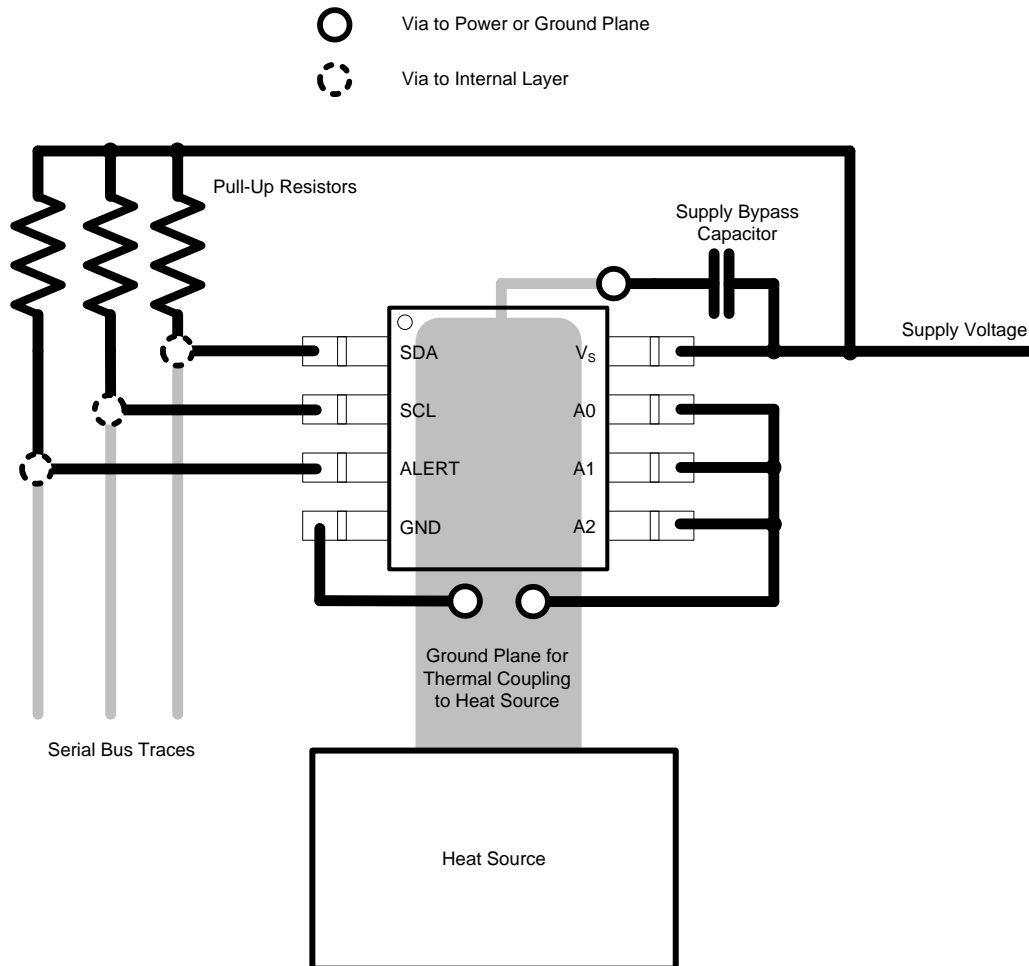 Via to Power or Ground Plane
Via to Internal Layer
Pull-Up Resistors
Supply Bypass
Capacitor
Supply Voltage
SDA
VS
SCL
A0
ALERT
A1
GND
A2
Ground Plane for
Thermal Coupling
to Heat Source
Serial Bus Traces
Heat Source